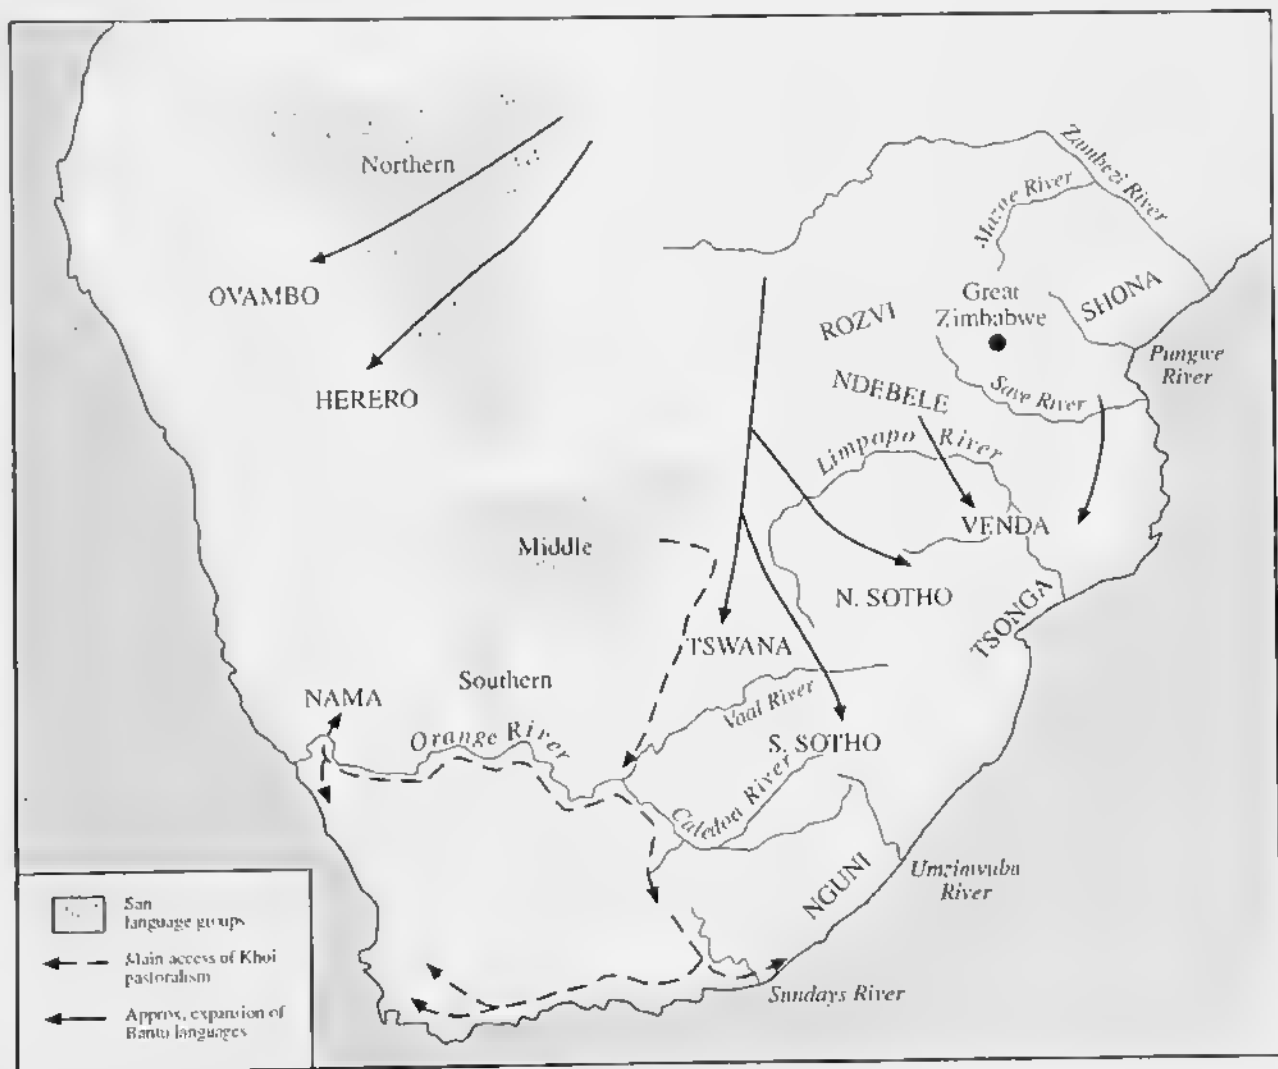 Northern
OVAMBO
HERERO
Zambezi River
Mazoe River
SHONA
Great
Zimbabwe
ROZVI
Pungwe
River
NDEBELE
Save River
Limpapo River
VENDA
Middle
N. SOTHO
TSONGA
TSWANA
Southern
NAMA
Orange River
Vaal River
S. SOTHO
Caledon River
NGUNI
Umzimvubu
River
Sundays River
San
language groups
Main access of Khoi
pastoralism
Approx. expansion of
Bantu languages